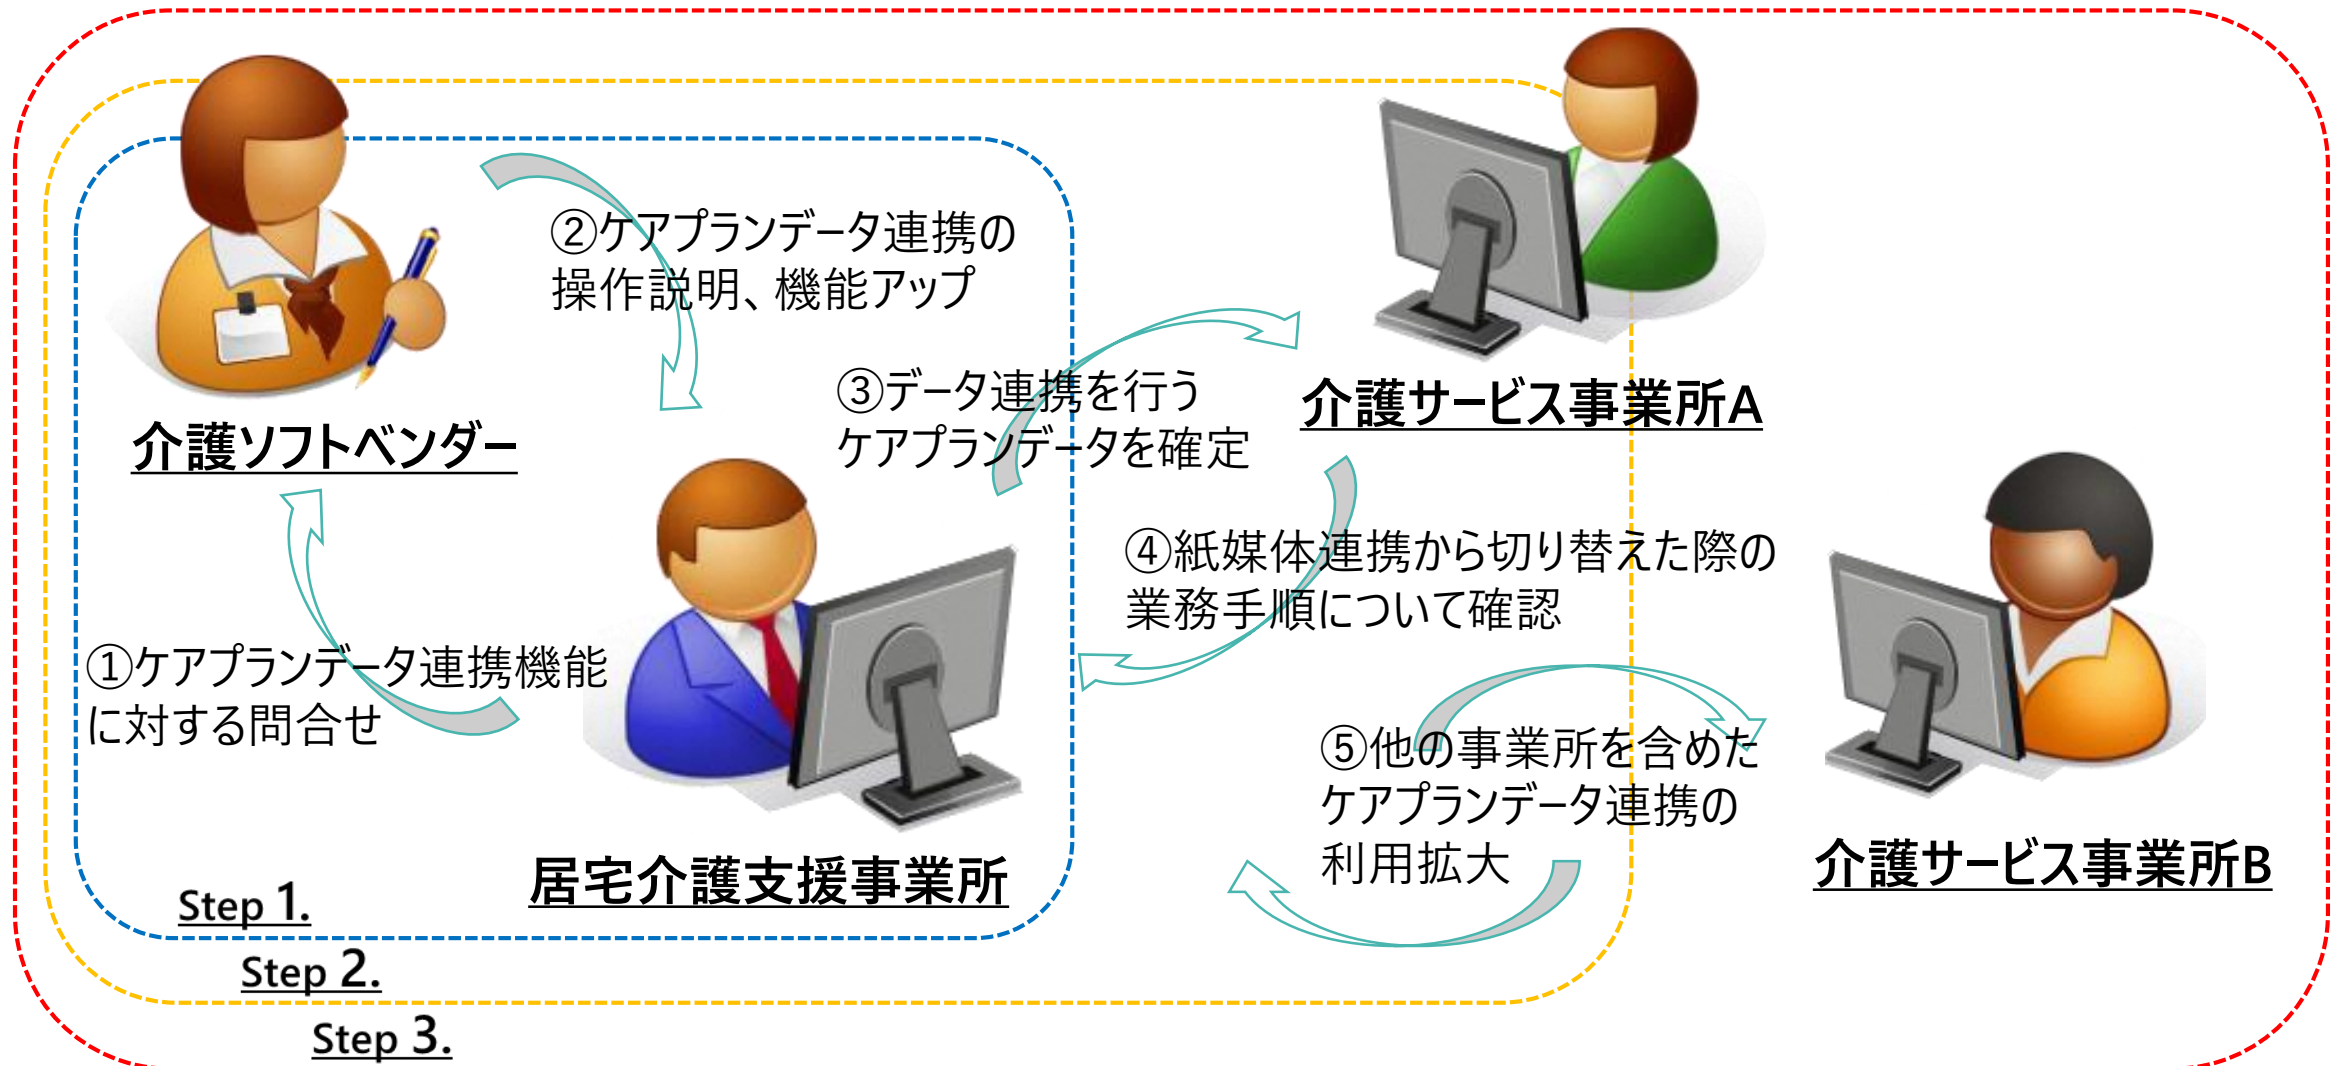 ②ケアプランデータ連携の
操作説明、機能アップ
③データ連携を行う
ケアプランデータを確定
介護サービス事業所A
介護ソフトベンダー
④紙媒体連携から切り替えた際の
業務手順について確認
①ケアプランデータ連携機能
に対する問合せ
⑤他の事業所を含めた
ケアプランデータ連携の
利用拡大
居宅介護支援事業所
介護サービス事業所B
Step 1.
Step 2.
Step 3.